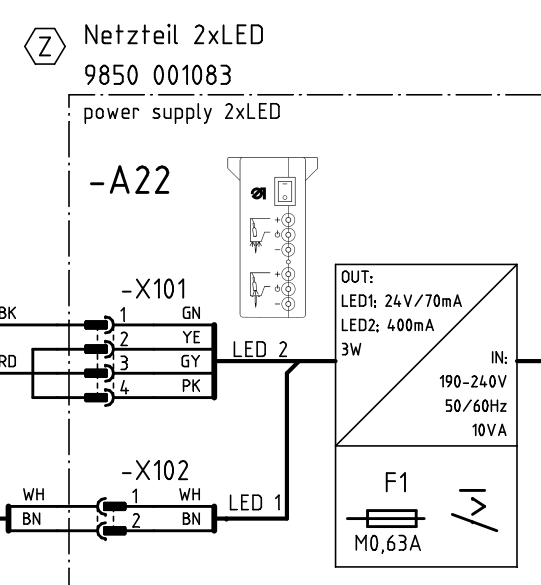 Z
Netzteil 2xLED
9850 001083
power supply 2xLED
-A22
-X101
BK
1
GN
2
YE
RD
3
GY
4
PK
LED 2
OUT:
LED1; 24V/70mA
LED2; 400mA
3W
IN:
190-240V
50/60Hz
10VA
-X102
WH
1
WH
BN
2
BN
LED 1
F1
M0,63A